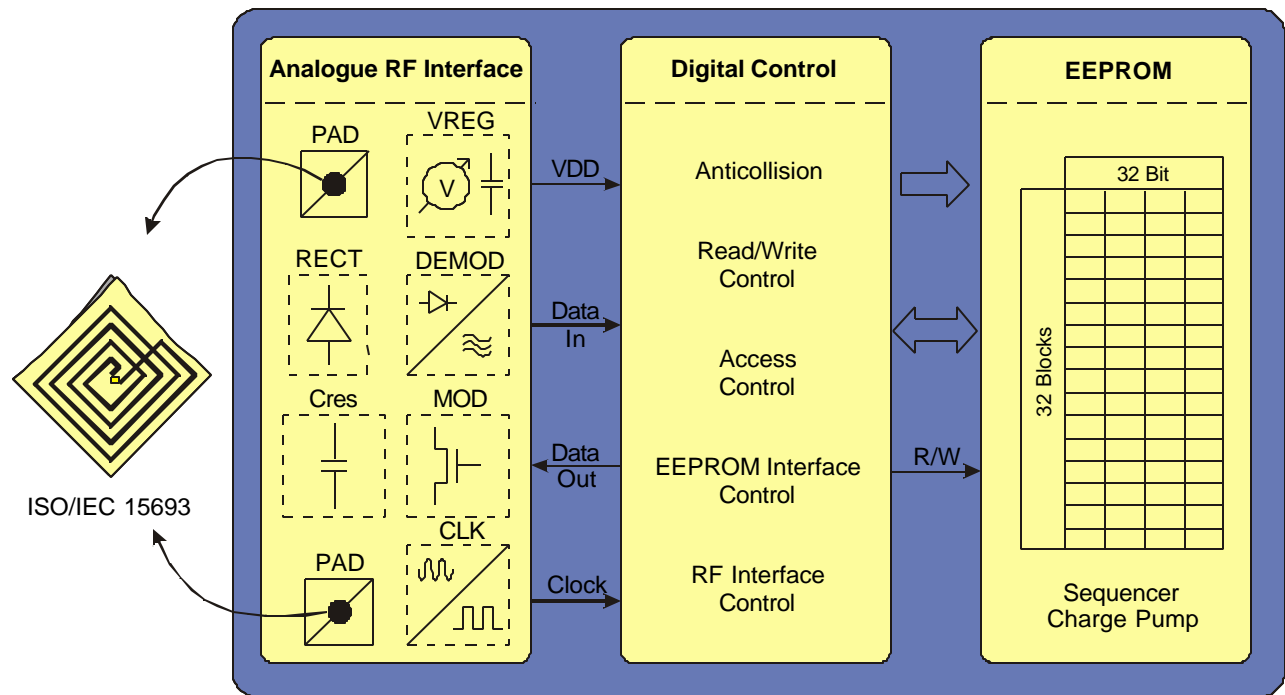 Analogue RF Interface
PAD
VREG
V
RECT
DEMOD
Cres
MOD
PAD
CLK
ISO/IEC 15693
VDD
Data
In
Data
Out
Clock
Digital Control
Anticollision
Read/Write
Control
Access
Control
EEPROM Interface
Control
RF Interface
Control
R/W
EEPROM
32 Bit
32 Blocks
Sequencer
Charge Pump